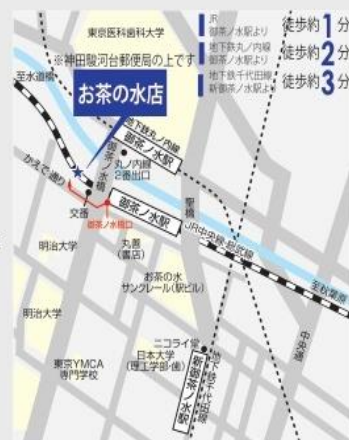 JR
御茶ノ水駅より
徒歩約1分
地下鉄丸ノ内線
御茶ノ水駅より
徒歩約2分
地下鉄千代田線
新御茶ノ水駅より
徒歩約3分
東京医科歯科大学
※神田駿河台郵便局の上です
至水道橋
お茶の水店
地下鉄丸ノ内線
御茶ノ水駅
御茶ノ水橋
丸ノ内線
2番出口
かえで通り
交番
御茶ノ水橋口
御茶ノ水駅
聖橋
JR中央線・総武線
至秋葉原
明治大学
丸善
(書店)
お茶の水
サンクレール(駅ビル)
明治大学
ニコライ堂
中央通
東京YMCA
専門学校
日本大学
(理工学部・歯)
新御茶ノ水駅
地下鉄千代田線